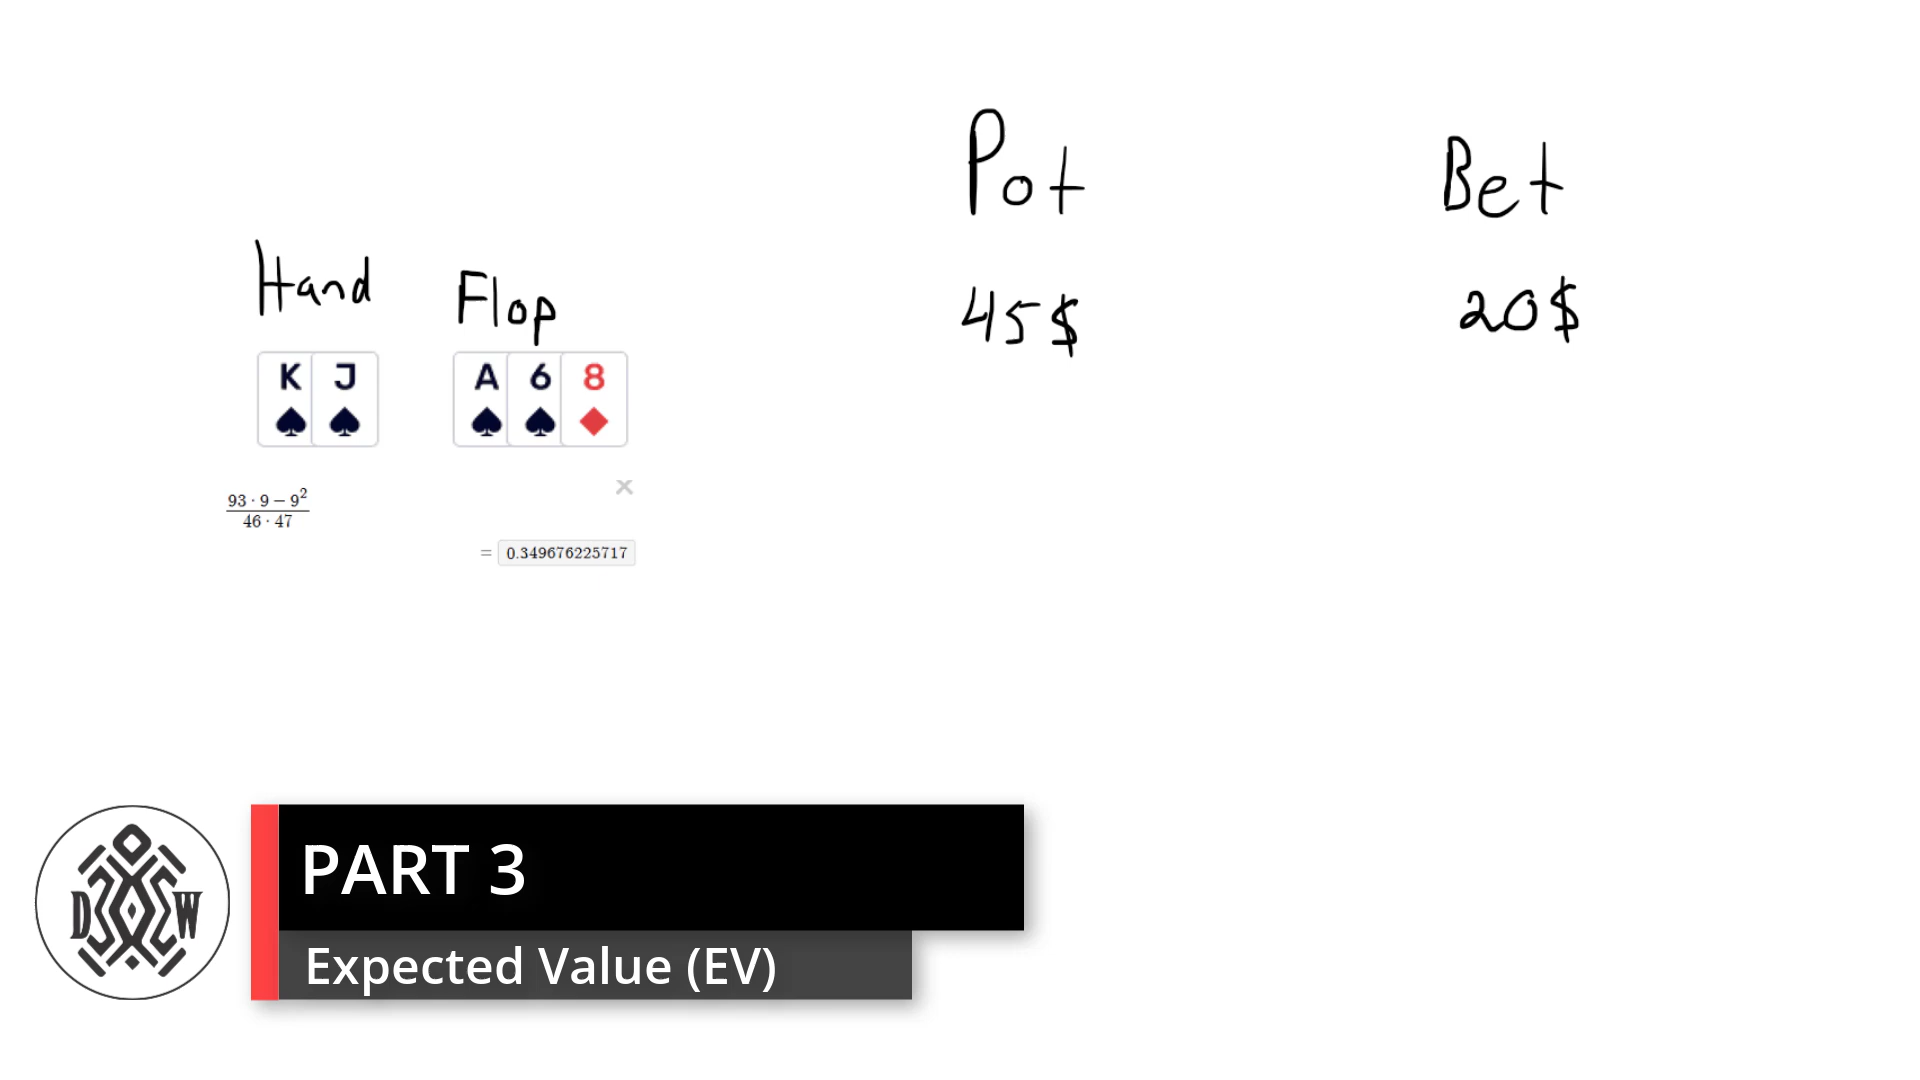 Pot
Bet
45$
20$
Hand
Flop
K J
A 6 8
93 · 9 − 9²
46 · 47
×
= 0.349676225717
D W
PART 3
Expected Value (EV)